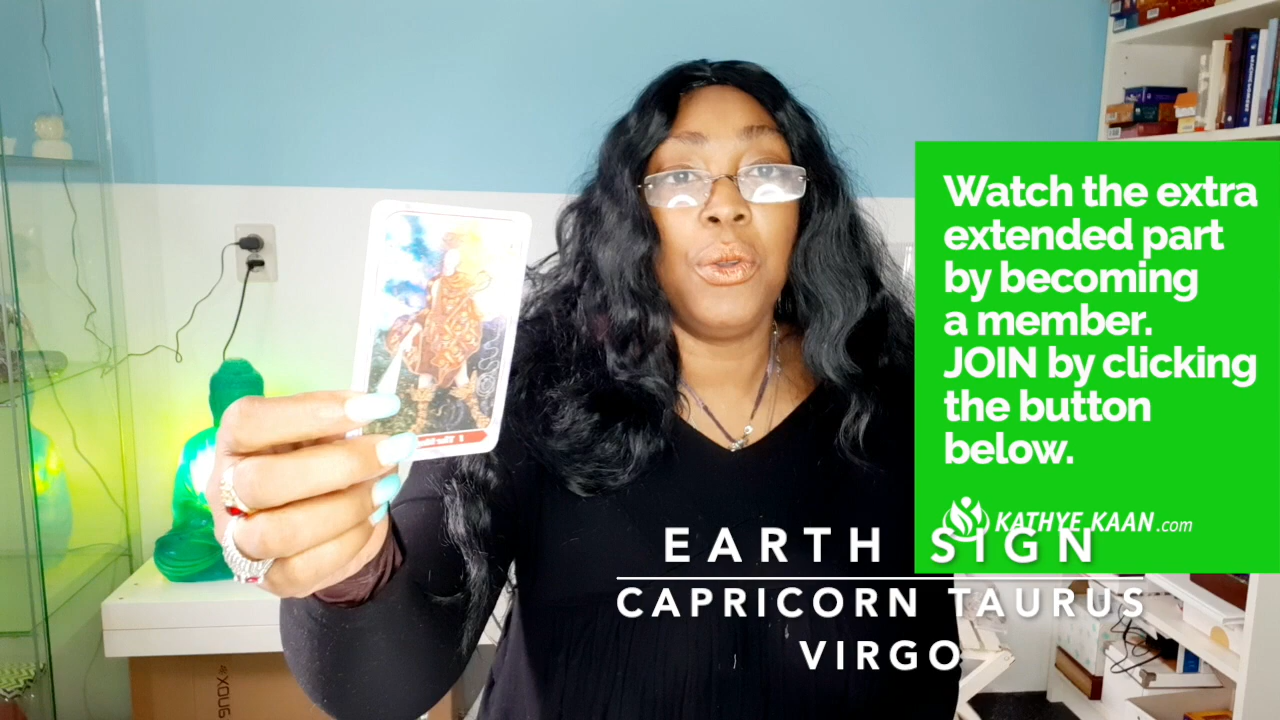 Watch the extra
extended part
by becoming
a member.
JOIN by clicking
the button
below.
KATHYE KAAN.com
EARTH SIGN
CAPRICORN TAURUS
VIRGO